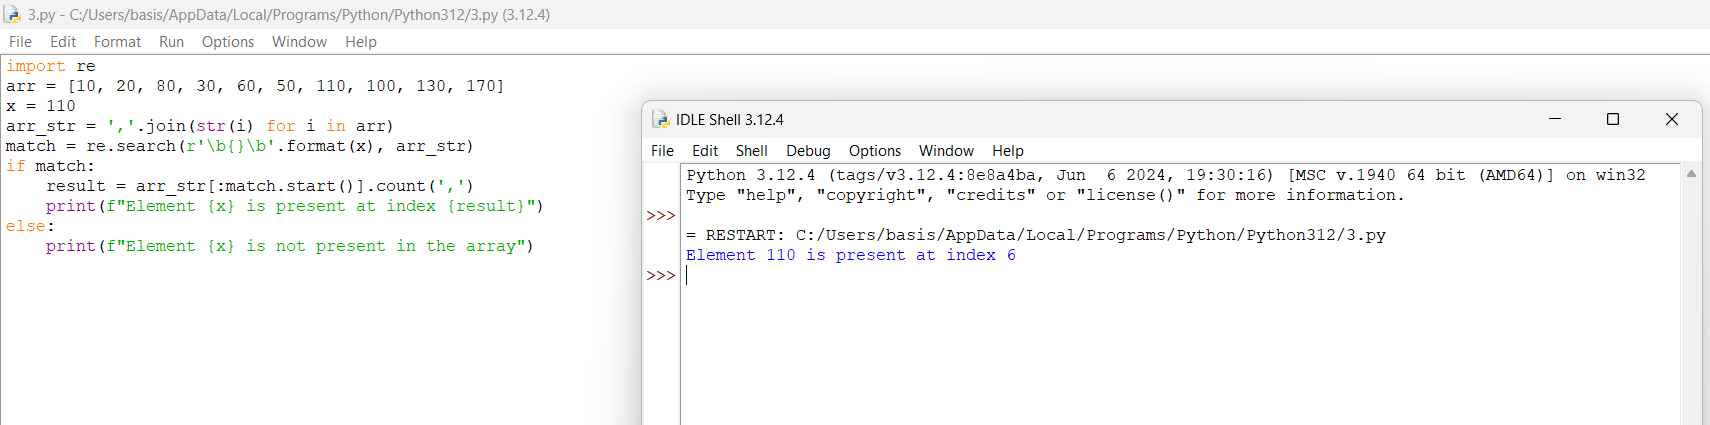 3.py - C:/Users/basis/AppData/Local/Programs/Python/Python312/3.py (3.12.4)
File Edit Format Run Options Window Help
import re
arr = [10, 20, 80, 30, 60, 50, 110, 100, 130, 170]
x = 110
arr_str = ','.join(str(i) for i in arr)
match = re.search(r'\b{}\b'.format(x), arr_str)
if match:
    result = arr_str[:match.start()].count(',')
    print(f"Element {x} is present at index {result}")
else:
    print(f"Element {x} is not present in the array")
IDLE Shell 3.12.4
File Edit Shell Debug Options Window Help
Python 3.12.4 (tags/v3.12.4:8e8a4ba, Jun  6 2024, 19:30:16) [MSC v.1940 64 bit (AMD64)] on win32
Type "help", "copyright", "credits" or "license()" for more information.
>>>
= RESTART: C:/Users/basis/AppData/Local/Programs/Python/Python312/3.py
Element 110 is present at index 6
>>>